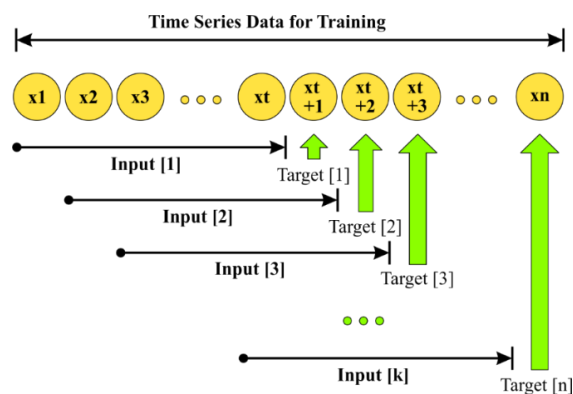 Time Series Data for Training
x1 x2 x3 xt xt +1 xt +2 xt +3 xn
Input [1]
Target [1]
Input [2]
Target [2]
Input [3]
Target [3]
Input [k]
Target [n]